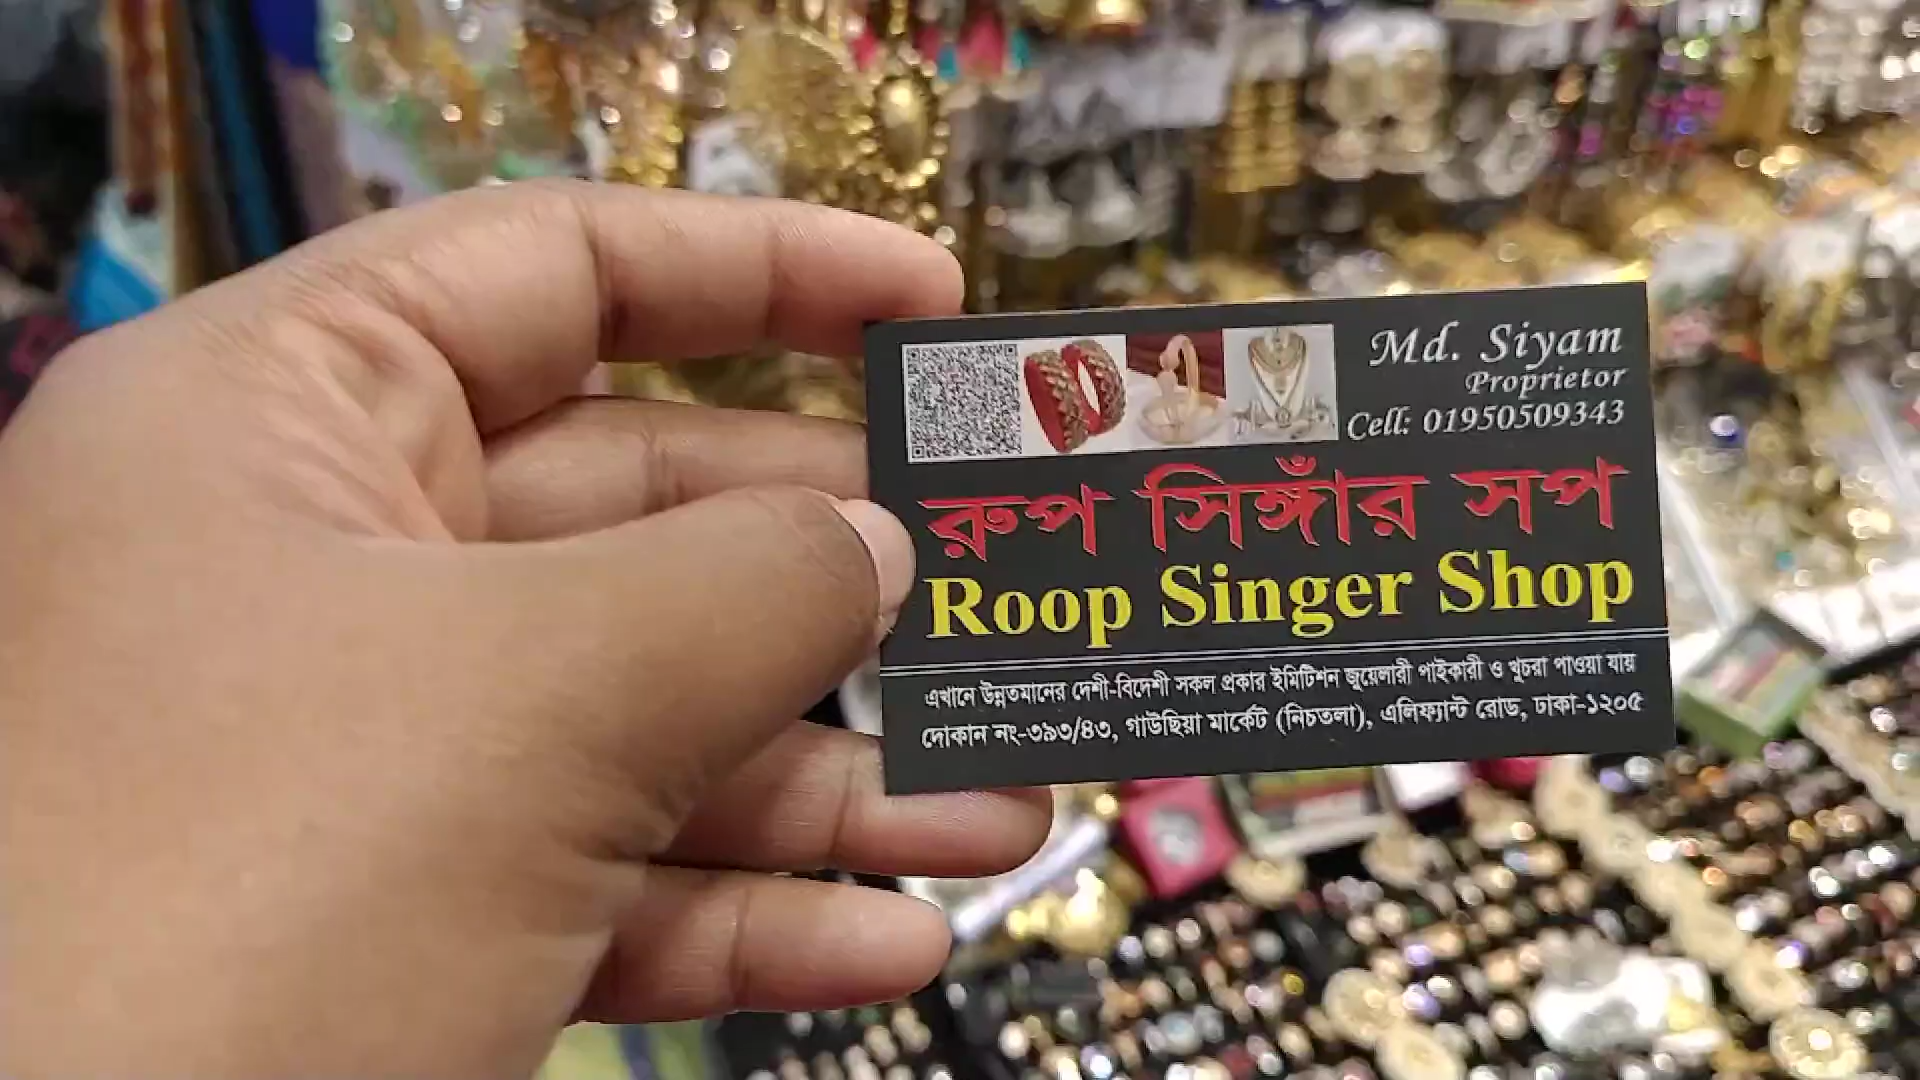 Md. Siyam
Proprietor
Cell: 01950509343
রুপ সিঙ্গাঁর সপ
Roop Singer Shop
এখানে উন্নতমানের দেশী-বিদেশী সকল প্রকার ইমিটিশন জুয়েলারী পাইকারী ও খুচরা পাওয়া যায়
দোকান নং-৩৯৩/৪৩, গাউছিয়া মার্কেট (নিচতলা), এলিফ্যান্ট রোড, ঢাকা-১২০৫